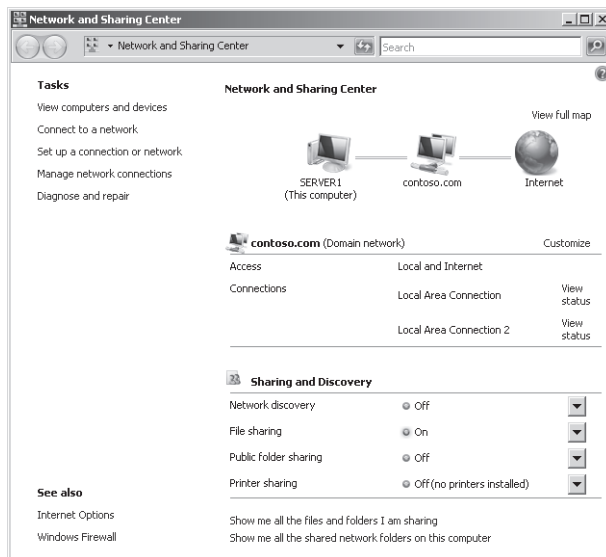 Network and Sharing Center
Network and Sharing Center
Search
Tasks
View computers and devices
Connect to a network
Set up a connection or network
Manage network connections
Diagnose and repair
Network and Sharing Center
View full map
SERVER1
(This computer)
contoso.com
Internet
contoso.com (Domain network)
Customize
Access
Local and Internet
Connections
Local Area Connection
View
status
Local Area Connection 2
View
status
Sharing and Discovery
Network discovery
Off
File sharing
On
Public folder sharing
Off
Printer sharing
Off (no printers installed)
Show me all the files and folders I am sharing
Show me all the shared network folders on this computer
See also
Internet Options
Windows Firewall